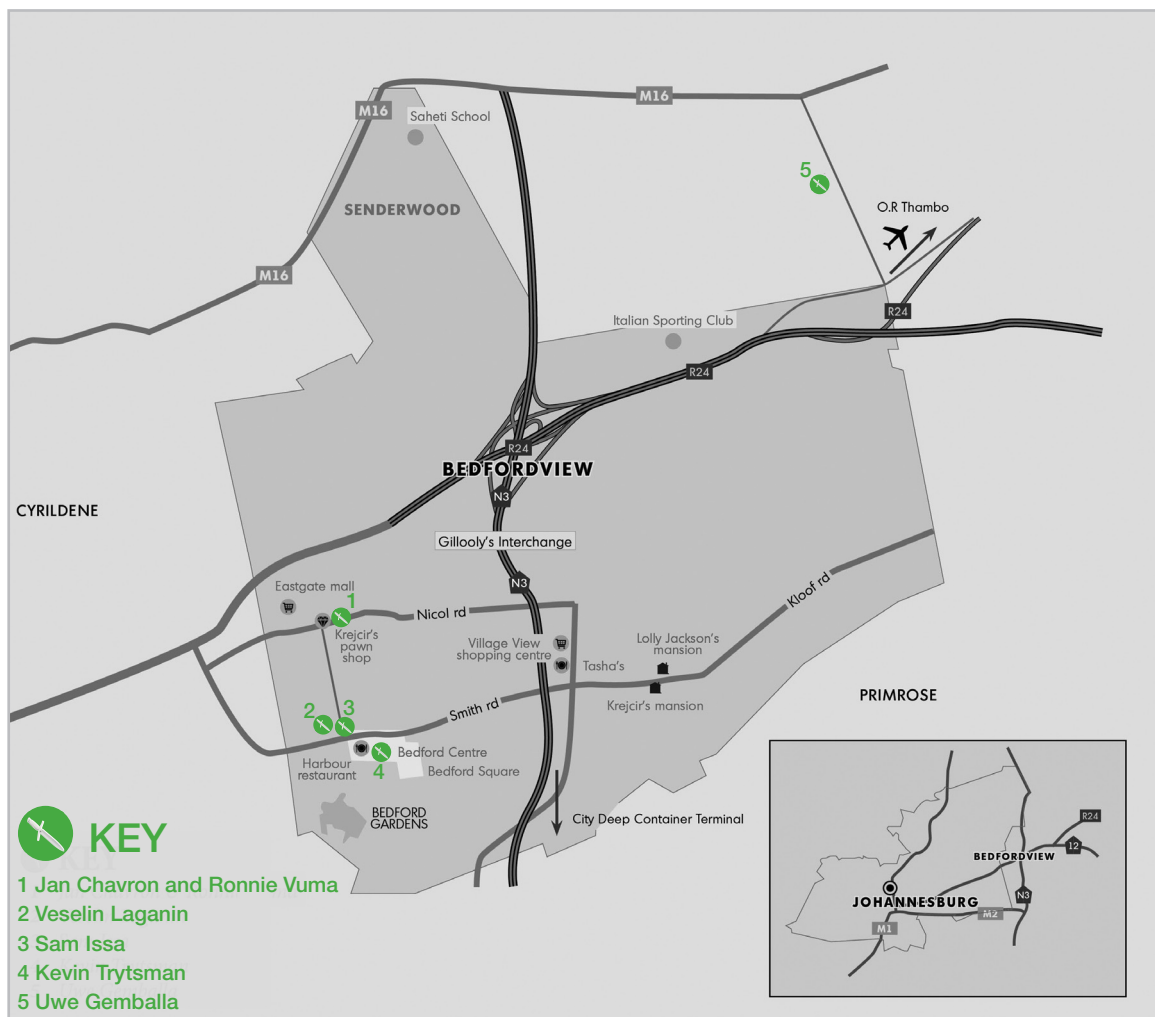 M16
M16
Saheti School
5
SENDERWOOD
O.R Thambo
M16
R24
Italian Sporting Club
R24
R24
BEDFORDVIEW
N3
CYRILDENE
Gillooly's Interchange
N3
Eastgate mall
1
Nicol rd
Kloof rd
Krejcir's
pawn
shop
Village View
shopping centre
Tasha's
Lolly Jackson's
mansion
Krejcir's mansion
PRIMROSE
2
3
Smith rd
Harbour
restaurant
4
Bedford Centre
Bedford Square
BEDFORD
GARDENS
City Deep Container Terminal
KEY
1 Jan Chavron and Ronnie Vuma
2 Veselin Laganin
3 Sam Issa
4 Kevin Trytsman
5 Uwe Gemballa
R24
12
BEDFORDVIEW
N3
JOHANNESBURG
M2
M1